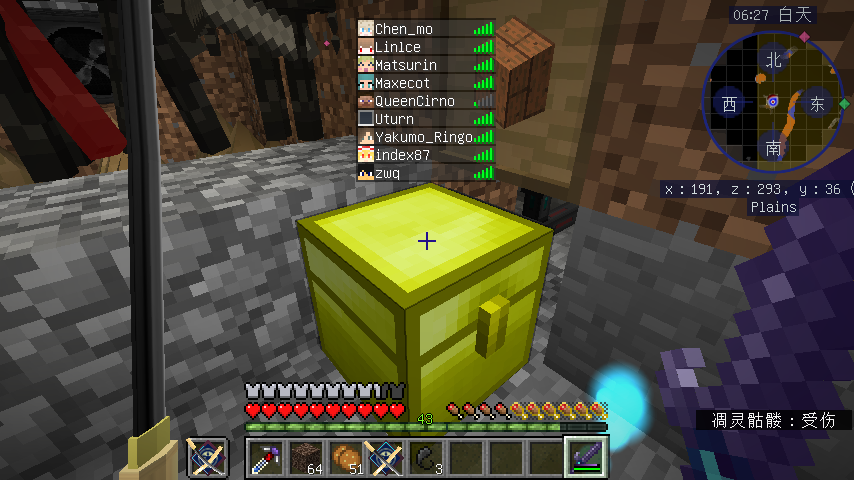 06:27 白天
Chen_mo
LinIce
Matsurin
Maxecot
QueenCirno
Uturn
Yakumo_Ringo
index87
zwq
北
西
东
南
x:191, z:293, y:36 (
Plains
凋灵骷髅：受伤
48
64
51
3